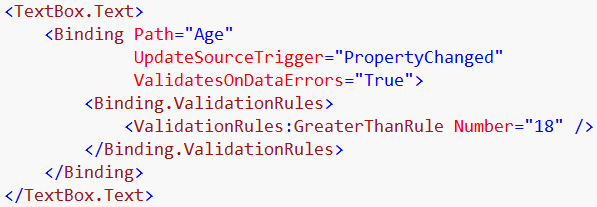 <TextBox.Text>
    <Binding Path="Age"
             UpdateSourceTrigger="PropertyChanged"
             ValidatesOnDataErrors="True">
        <Binding.ValidationRules>
            <ValidationRules:GreaterThanRule Number="18" />
        </Binding.ValidationRules>
    </Binding>
</TextBox.Text>